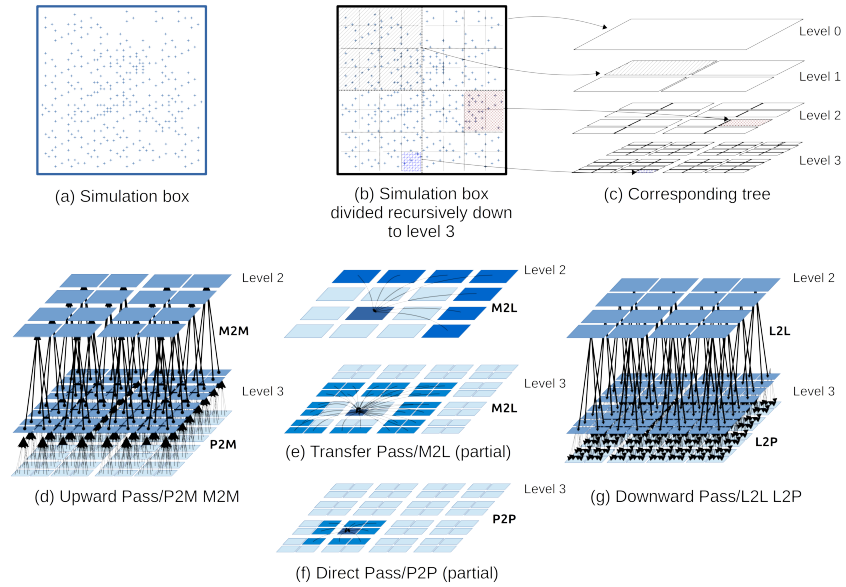 Level 0
Level 1
Level 2
Level 3
(a) Simulation box
(b) Simulation box
divided recursively down
to level 3
(c) Corresponding tree
Level 2
M2M
Level 3
P2M
(d) Upward Pass/P2M M2M
Level 2
M2L
Level 3
M2L
(e) Transfer Pass/M2L (partial)
Level 3
P2P
(f) Direct Pass/P2P (partial)
Level 2
L2L
Level 3
L2P
(g) Downward Pass/L2L L2P